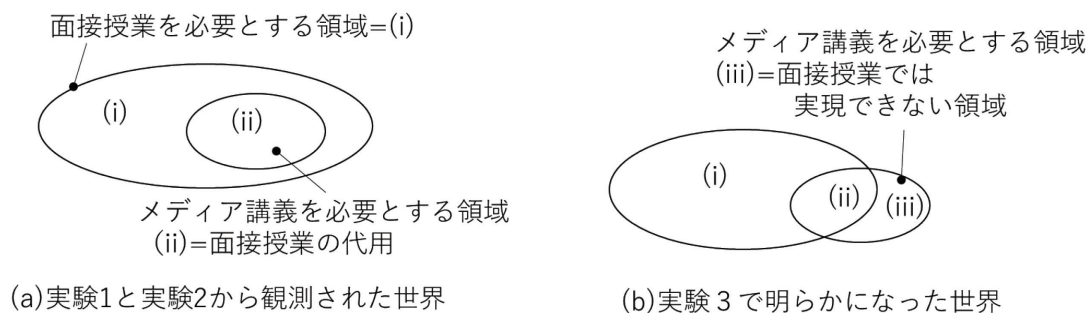 面接授業を必要とする領域=(i)
(i)
(ii)
メディア講義を必要とする領域
(ii)=面接授業の代用
(a)実験1と実験2から観測された世界
メディア講義を必要とする領域
(iii)=面接授業では
実現できない領域
(i)
(ii)
(iii)
(b)実験３で明らかになった世界